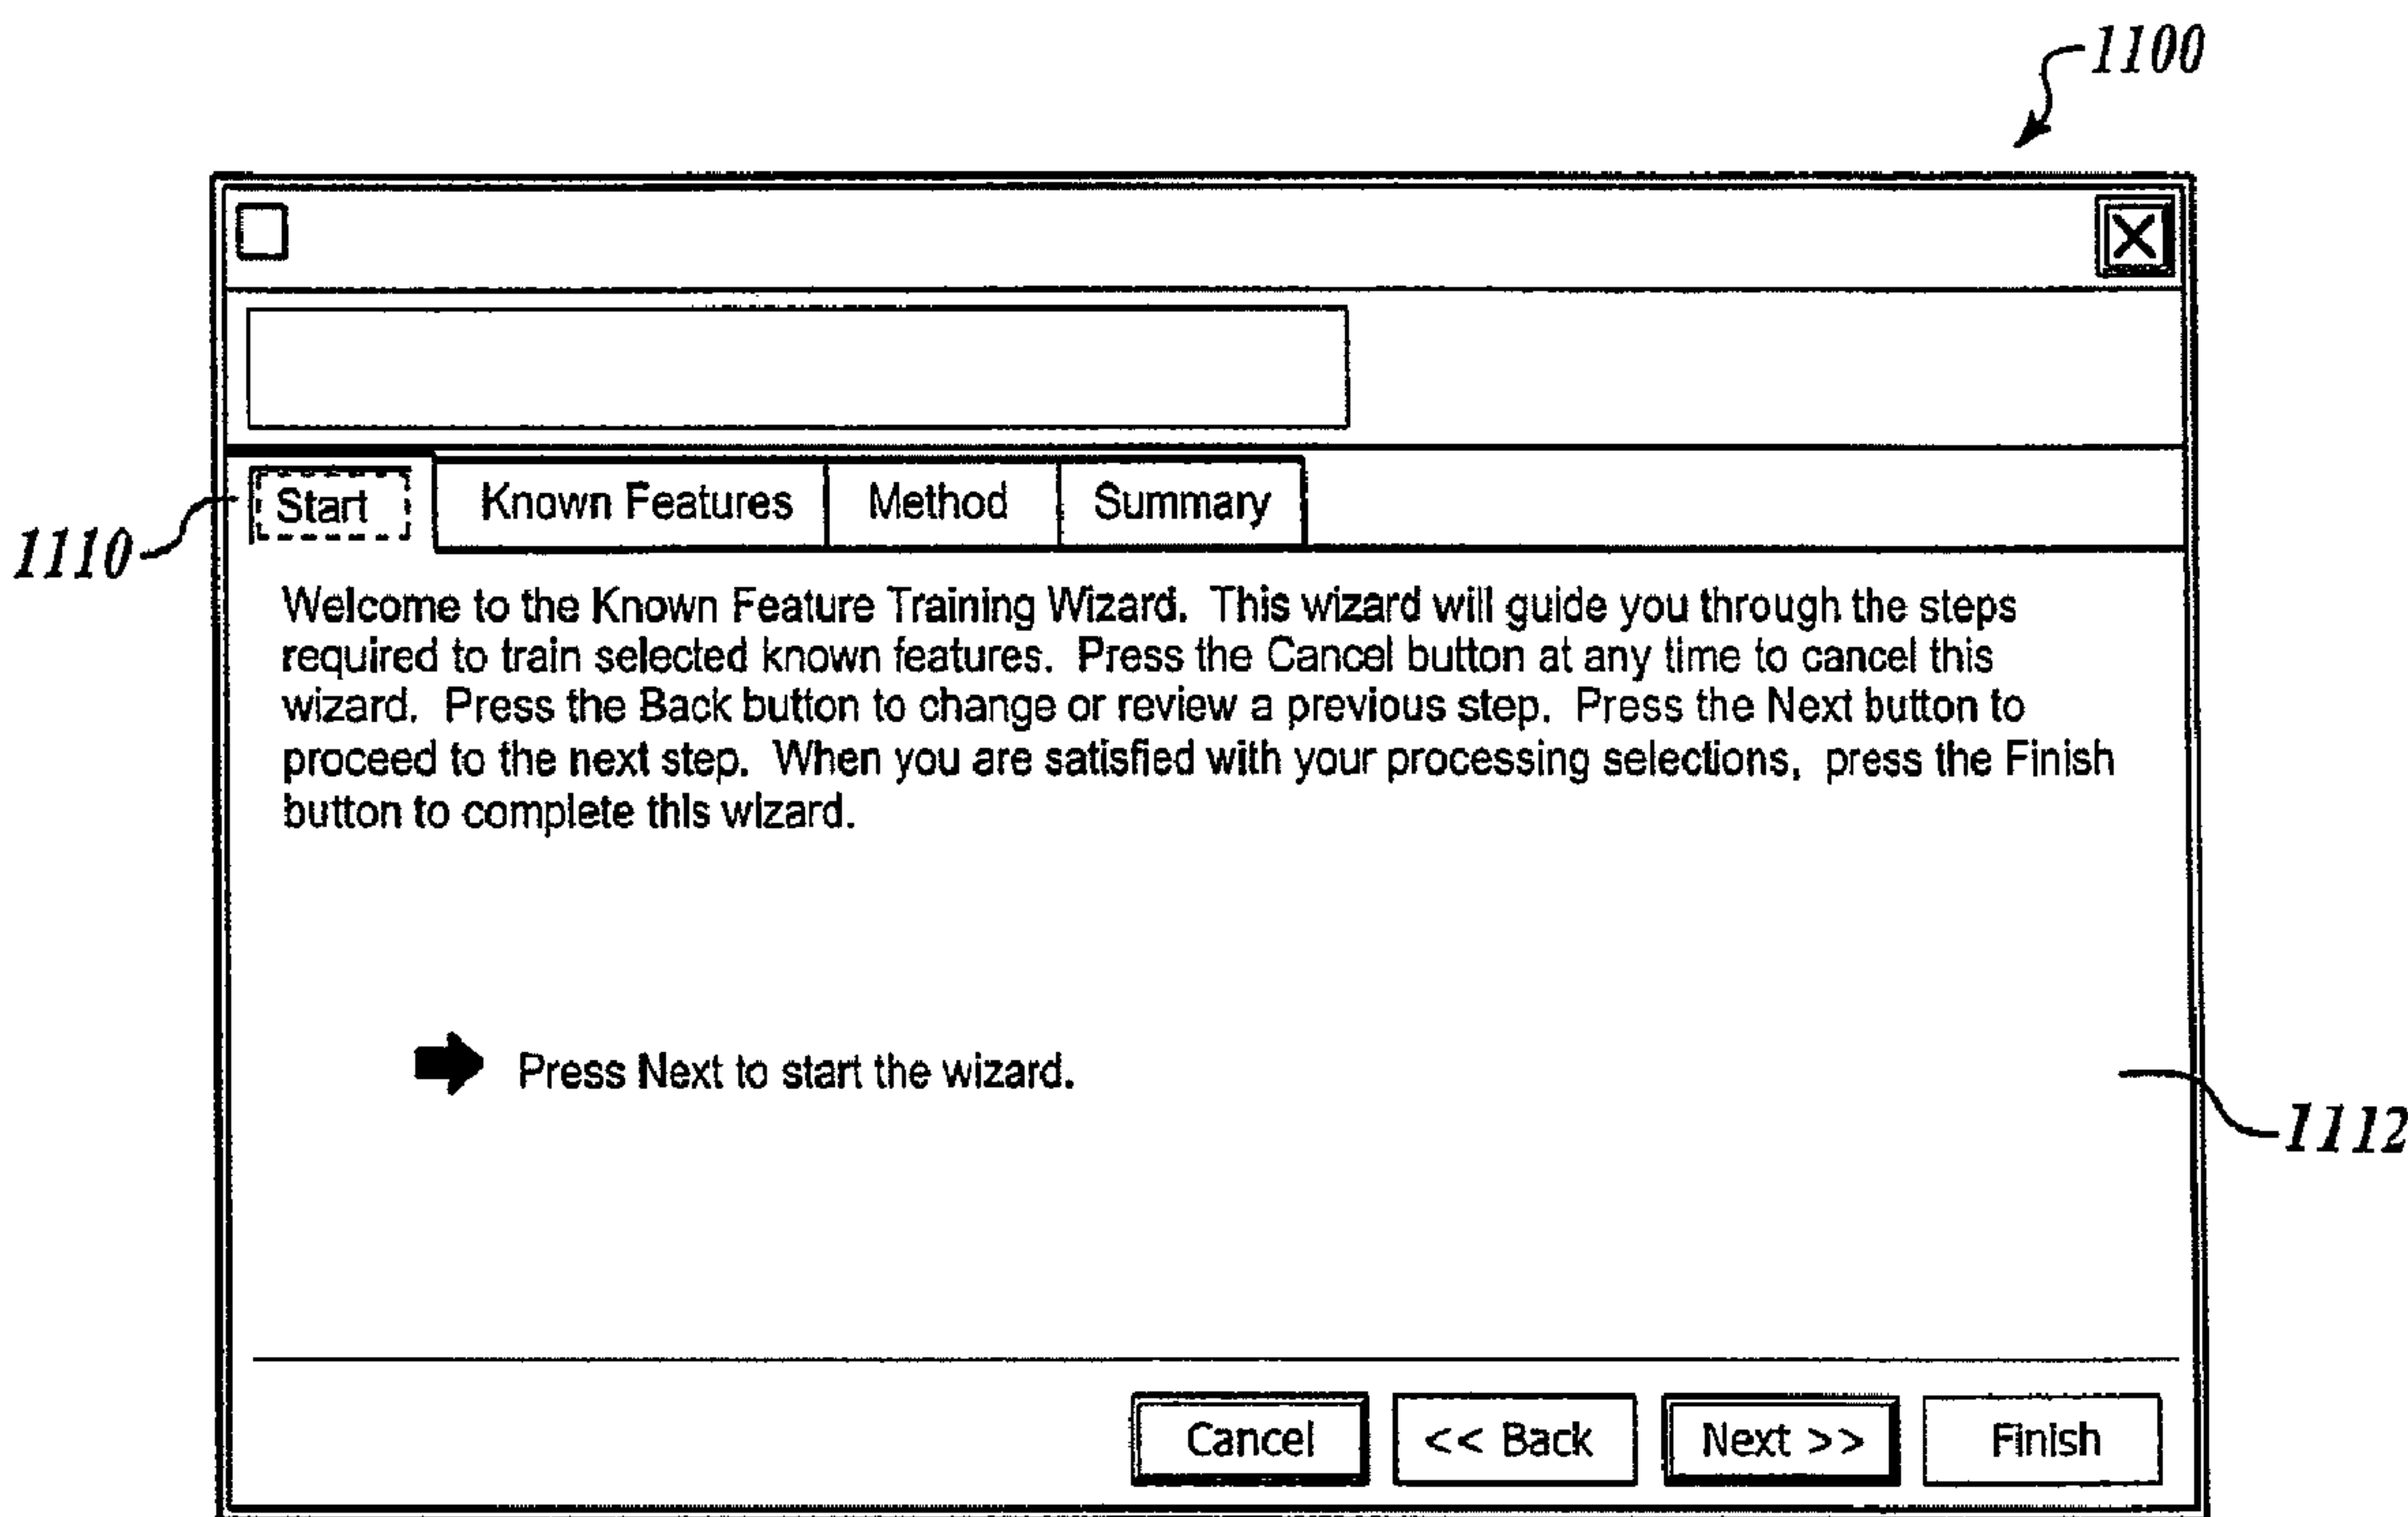 1100
Start Known Features Method Summary
1110
Welcome to the Known Feature Training Wizard. This wizard will guide you through the steps
required to train selected known features. Press the Cancel button at any time to cancel this
wizard. Press the Back button to change or review a previous step. Press the Next button to
proceed to the next step. When you are satisfied with your processing selections, press the Finish
button to complete this wizard.
Press Next to start the wizard.
1112
Cancel << Back Next >> Finish